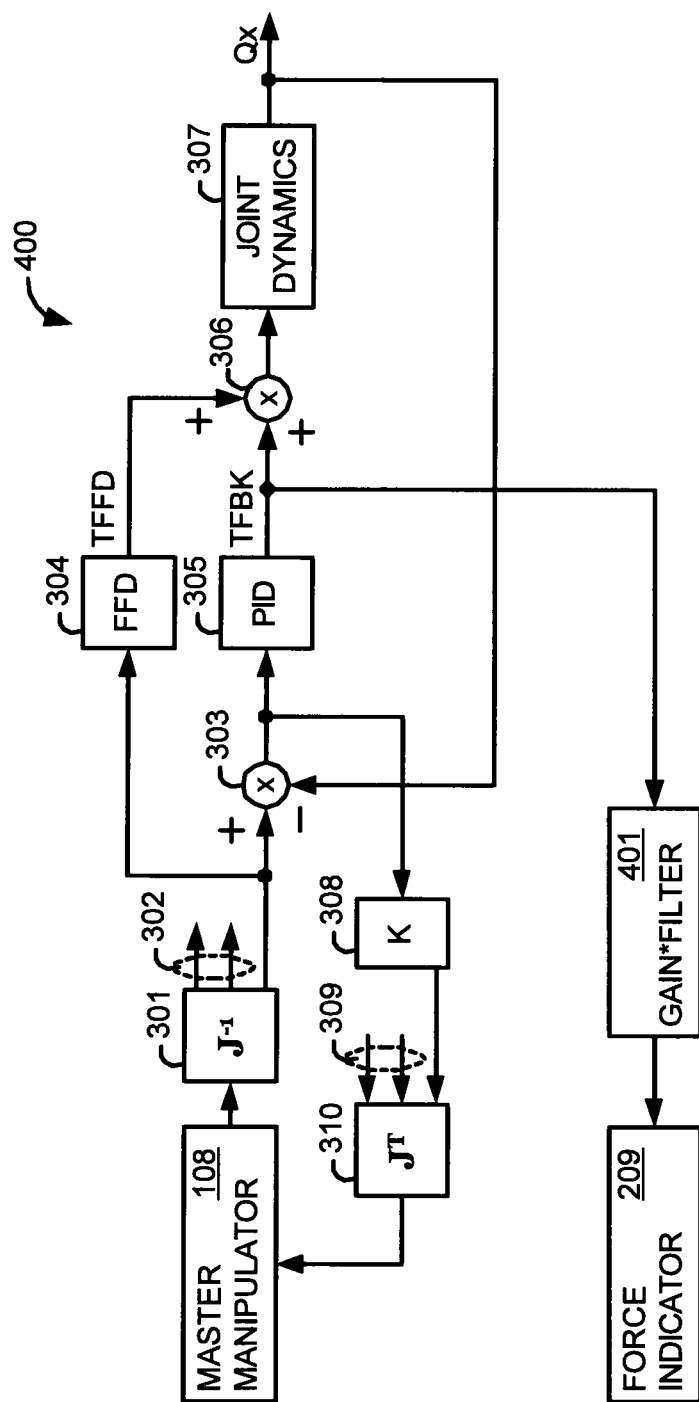 400
304
FFD
TFFD
306
+
+
X
307
JOINT
DYNAMICS
Qx
302
301
J-1
303
+
-
X
305
PID
TFBK
108
MASTER
MANIPULATOR
310
JT
309
308
K
209
FORCE
INDICATOR
401
GAIN*FILTER